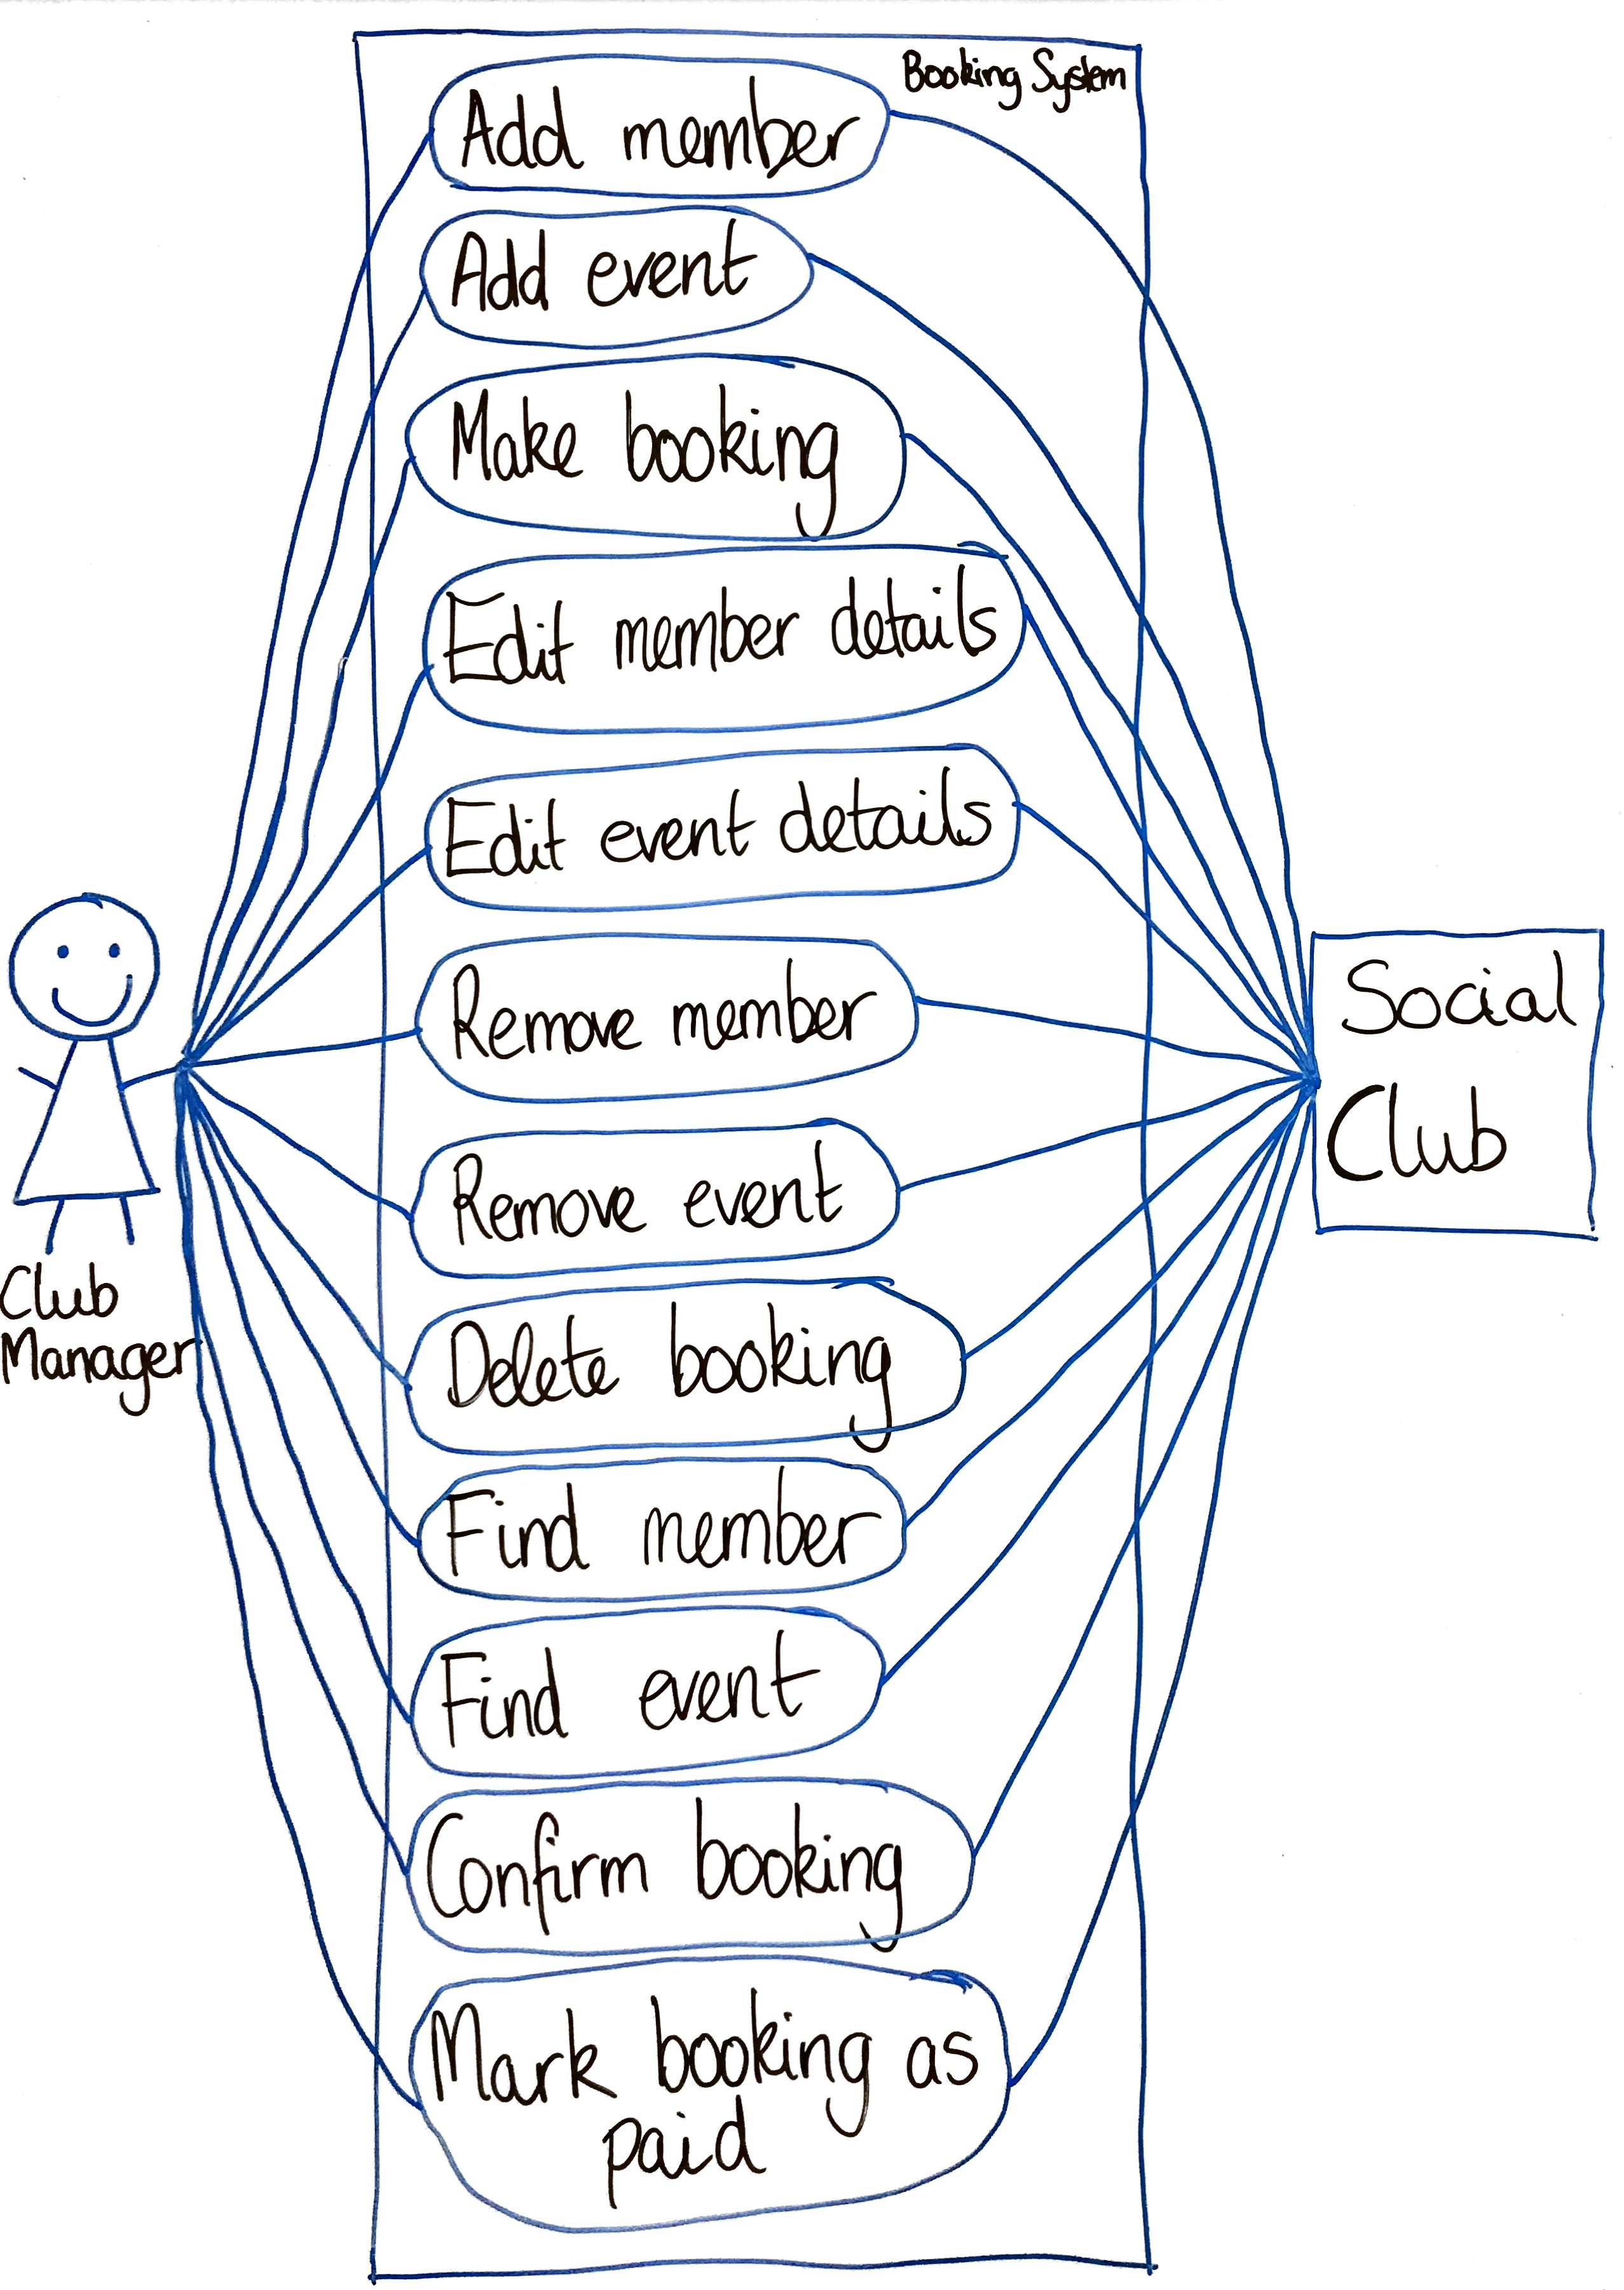 Booking System
Add member
Add event
Make booking
Edit member details
Edit event details
Remove member
Remove event
Delete booking
Find member
Find event
Confirm booking
Mark booking as
paid
Club
Manager
Social
Club